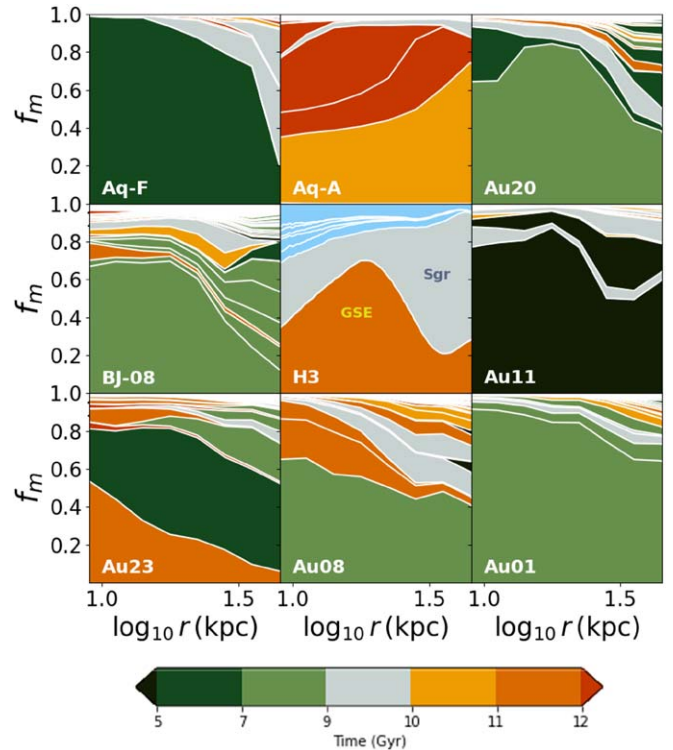 1.0
0.8
0.6
0.4
0.2
f_m
Aq-F
Aq-A
Au20
1.0
0.8
0.6
0.4
0.2
f_m
BJ-08
GSE
Sgr
H3
Au11
1.0
0.8
0.6
0.4
0.2
f_m
Au23
Au08
Au01
1.0 1.5 1.0 1.5 1.0 1.5
log₁₀ r (kpc) log₁₀ r (kpc) log₁₀ r (kpc)
5 7 9 10 11 12
Time (Gyr)